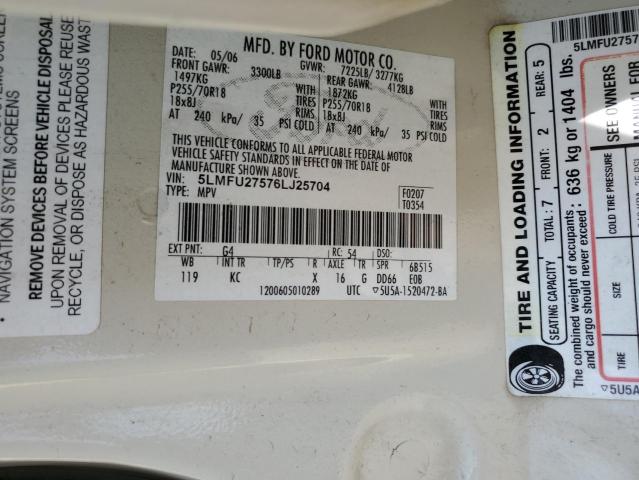 NAVIGATION SYSTEM SCREENS
REMOVE DEVICES BEFORE VEHICLE DISPOSAL
UPON REMOVAL OF DEVICES PLEASE REUSE,
RECYCLE, OR DISPOSE AS HAZARDOUS WAST
MFD. BY FORD MOTOR CO.
DATE: 05/06 GVWR: 7225LB/ 3277KG
FRONT GAWR: 3300LB REAR GAWR: 4128LB
1497KG WITH 1872KG WITH
P255/70R18 TIRES P255/70R18 TIRES
18x8J RIMS 18x8J RIMS
AT 240 kPa/ 35 PSI COLD AT 240 kPa/ 35 PSI COLD
THIS VEHICLE CONFORMS TO ALL APPLICABLE FEDERAL MOTOR
VEHICLE SAFETY STANDARDS IN EFFECT ON THE DATE OF
MANUFACTURE SHOWN ABOVE.
VIN: 5LMFU27576LJ25704
TYPE: MPV
F0207
T0354
EXT PNT: G4 RC: 54 DSO:
WB INT TR TP/PS R AXLE TR SPR 6B515
119 KC X 16 G DD66 E0B
1200605010289 UTC ▽5U5A-1520472-BA
5LMFU27576
TIRE AND LOADING INFORMATION
SEATING CAPACITY TOTAL: 7 FRONT: 2 REAR: 5
The combined weight of occupants
and cargo should never exceed: 636 kg or 1404 lbs.
TIRE SIZE COLD TIRE PRESSURE SEE OWNERS
▽5U5A